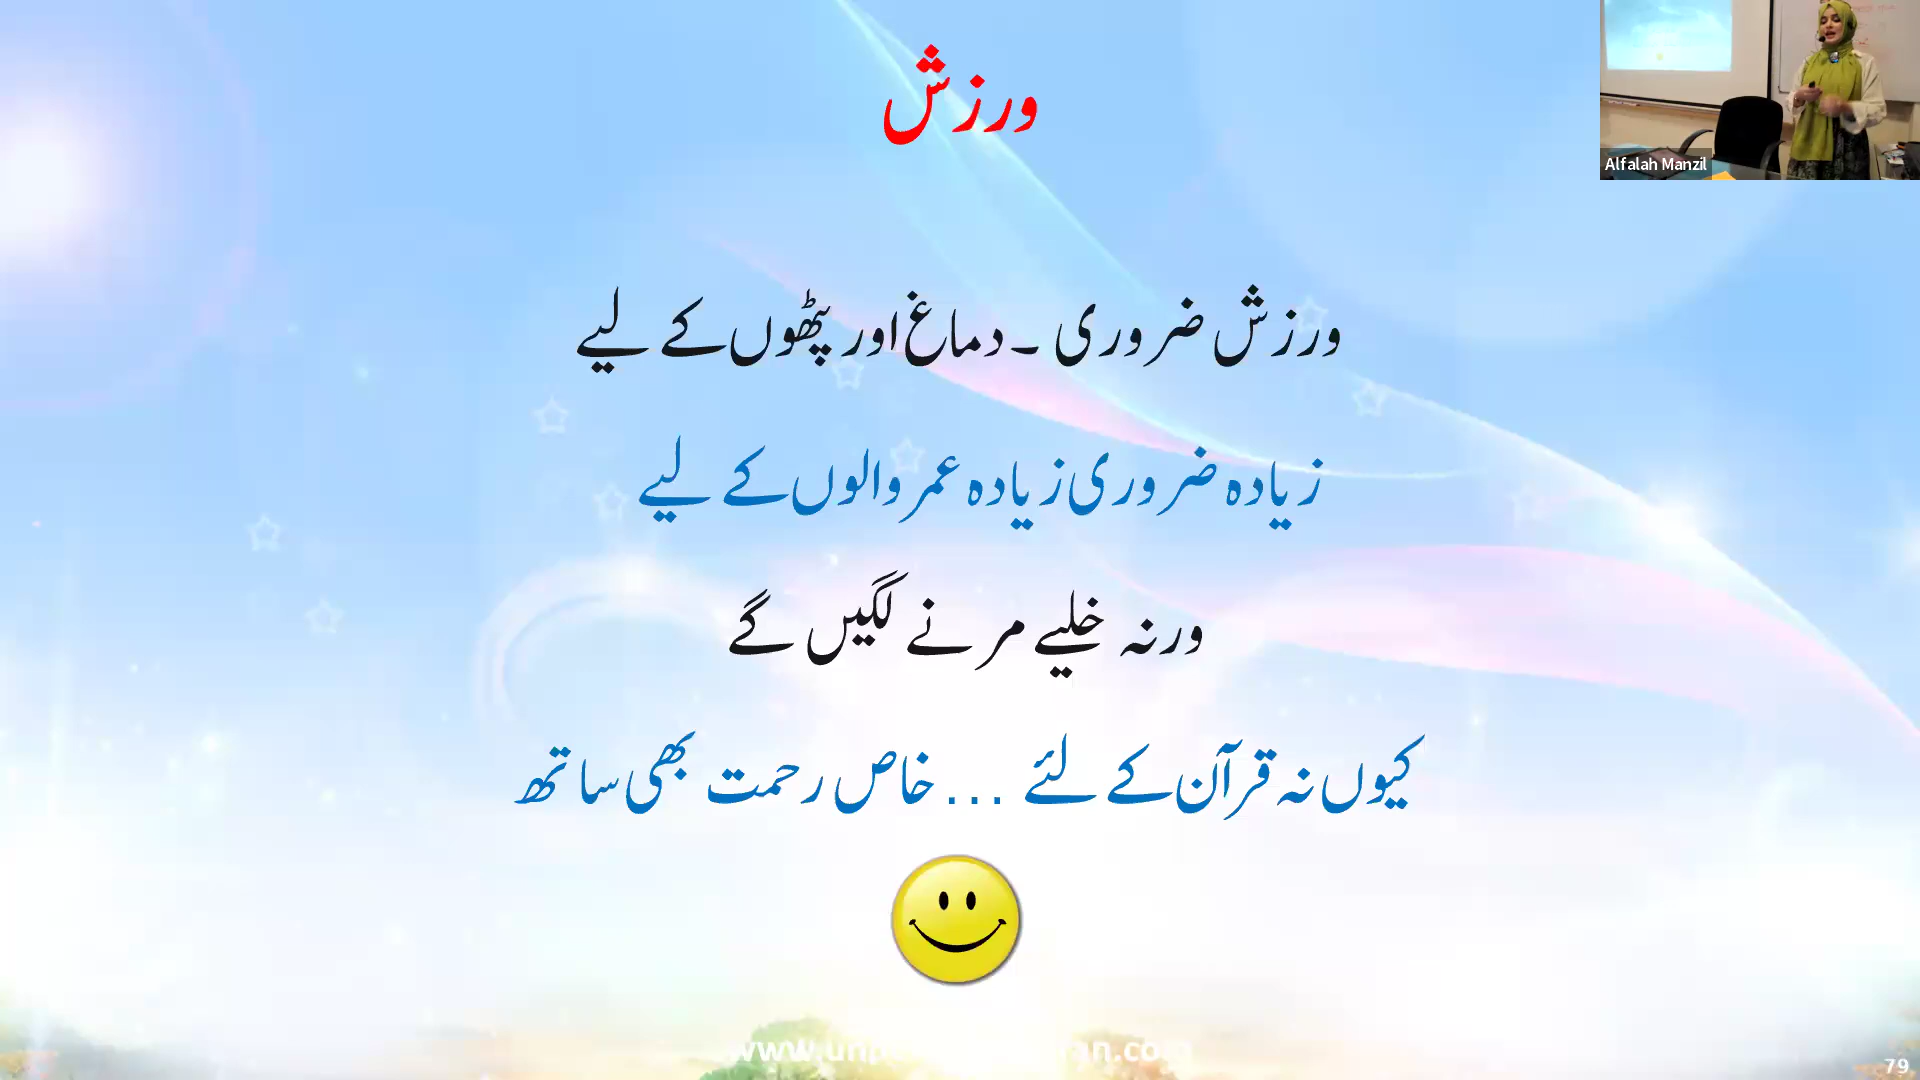 ورزش
Alfalah Manzil
ورزش ضروری ۔ دماغ اور پٹھوں کے لیے
زیادہ ضروری زیادہ عمر والوں کے لیے
ورنہ خلیے مرنے لگیں گے
کیوں نہ قرآن کے لئے ... خاص رحمت بھی ساتھ
79